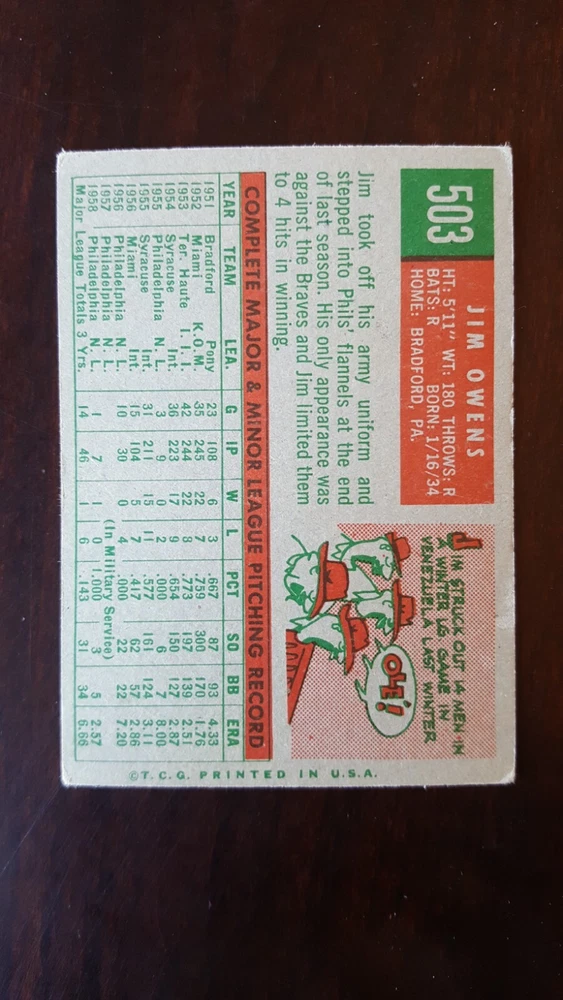 503
JIM OWENS
HT: 5'11" WT: 180 THROWS: R
BATS: R BORN: 1/16/34
HOME: BRADFORD, PA.
Jim took off his army uniform and
stepped into Phils' flannels at the end
of last season. His only appearance was
against the Braves and Jim limited them
to 4 hits in winning.
JIM STRUCK OUT 14 MEN IN
A WINTER LG GAME IN
VENEZUELA LAST WINTER
OLE!
COMPLETE MAJOR & MINOR LEAGUE PITCHING RECORD
YEAR TEAM LEA. G IP W L PCT SO BB ERA
1951 Bradford Pony 23 108 6 3 .667 87 93 4.33
1952 Miami K.O.M. 35 245 22 7 .759 300 170 1.76
1953 Ter. Haute I. I. I. 42 244 22 8 .773 197 139 2.51
1954 Syracuse Int. 36 223 17 9 .654 150 127 2.87
1955 Philadelphia N. L. 3 9 0 2 .000 6 7 8.00
1955 Syracuse Int. 31 211 15 11 .577 161 124 3.11
1956 Miami Int. 15 104 5 7 .417 62 57 2.86
1956 Philadelphia N. L. 10 30 0 4 .000 22 22 7.20
1957 Philadelphia N. L. (In Military Service)
1958 Philadelphia N. L. 1 7 1 0 1.000 3 5 2.57
Major League Totals 3 Yrs. 14 46 1 6 .143 31 34 6.66
©T.C.G. PRINTED IN U.S.A.